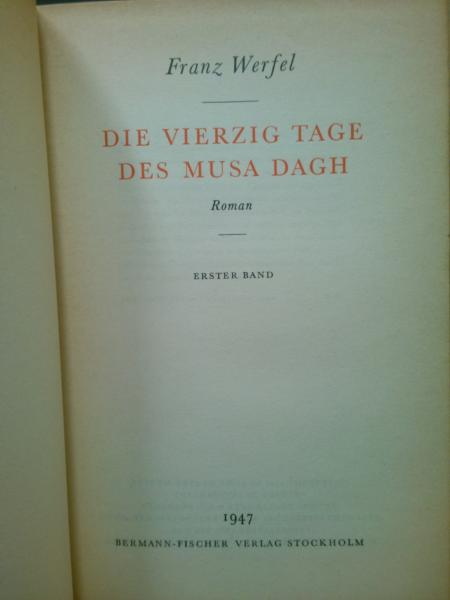 Franz Werfel
DIE VIERZIG TAGE
DES MUSA DAGH
Roman
ERSTER BAND
1947
BERMANN-FISCHER VERLAG STOCKHOLM